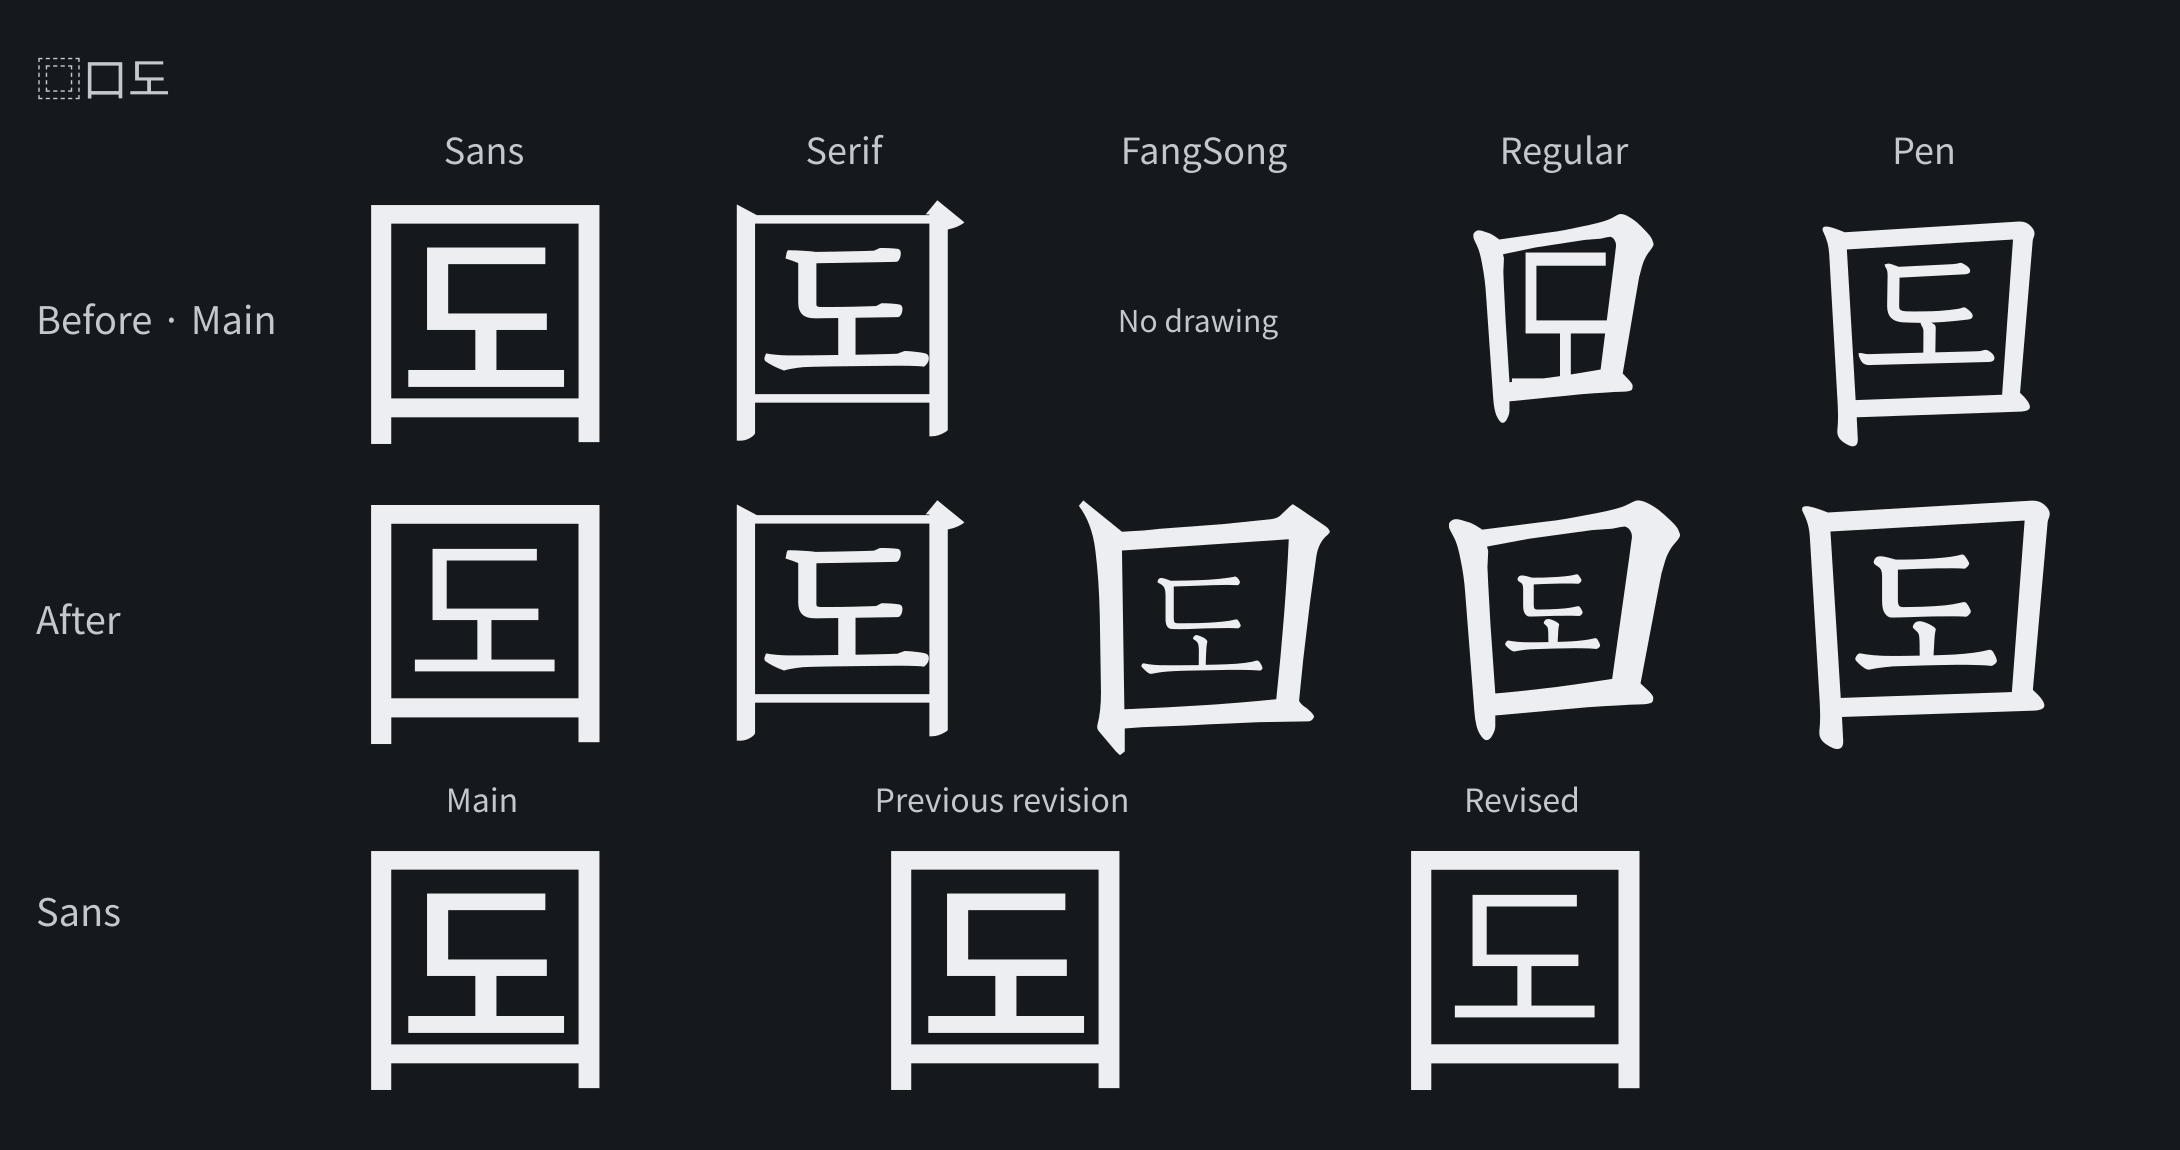 ⿴口도
Sans Serif FangSong Regular Pen
Before · Main No drawing
After
Main Previous revision Revised
Sans